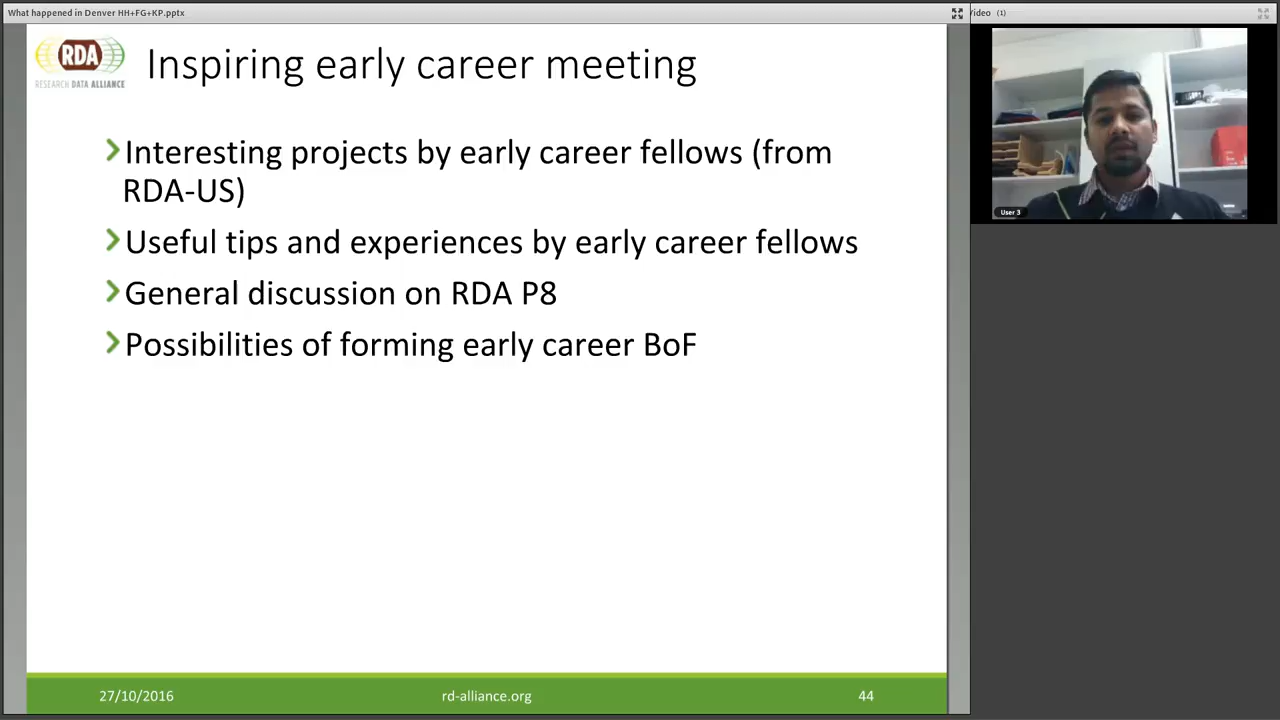 What happened in Denver HH+FG+KP.pptx
Video (1)
RDA
RESEARCH DATA ALLIANCE
Inspiring early career meeting
Interesting projects by early career fellows (from
RDA-US)
Useful tips and experiences by early career fellows
General discussion on RDA P8
Possibilities of forming early career BoF
User 3
27/10/2016
rd-alliance.org
44